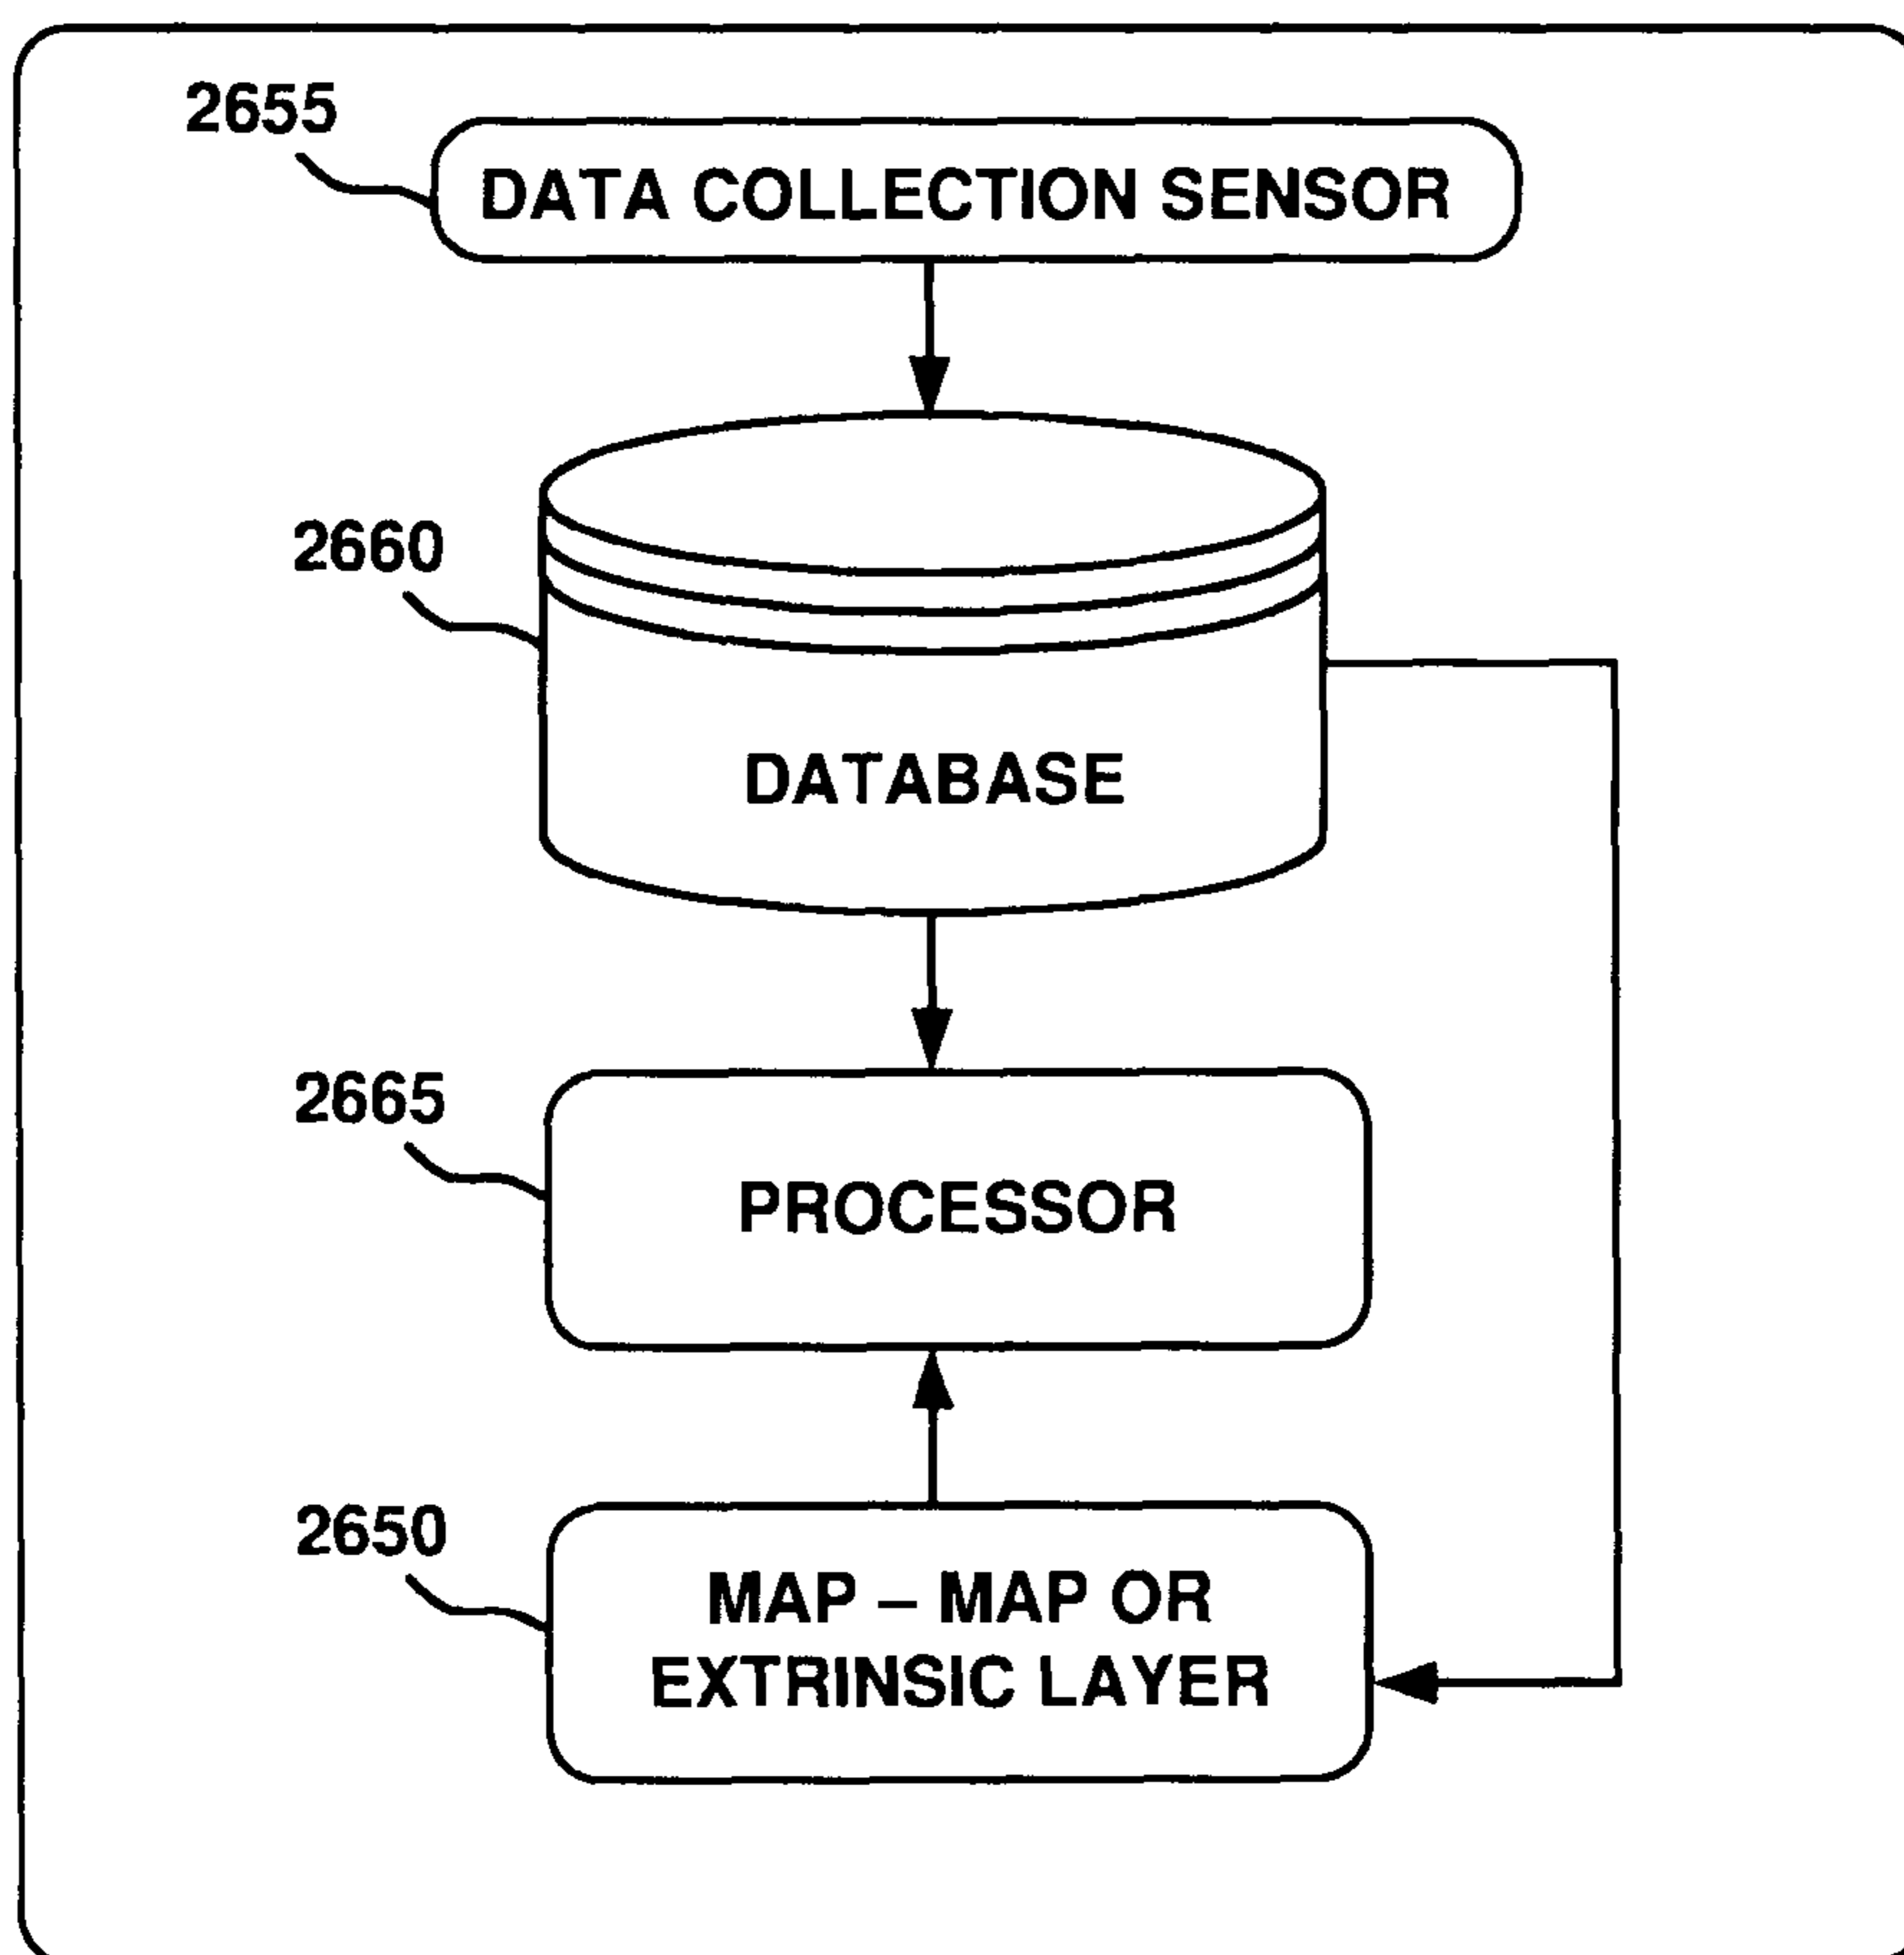 2655
DATA COLLECTION SENSOR
2660
DATABASE
2665
PROCESSOR
2650
MAP – MAP OR
EXTRINSIC LAYER